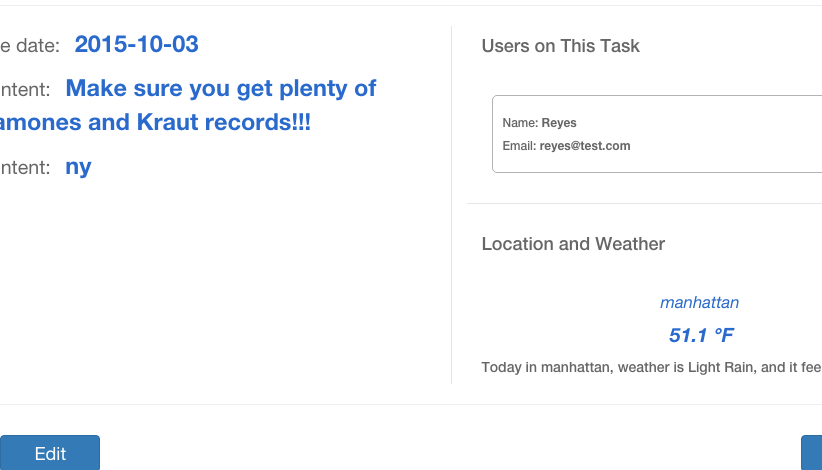 e date: 2015-10-03
ntent: Make sure you get plenty of
amones and Kraut records!!!
ntent: ny
Edit
Users on This Task
Name: Reyes
Email: reyes@test.com
Location and Weather
manhattan
51.1 °F
Today in manhattan, weather is Light Rain, and it fee